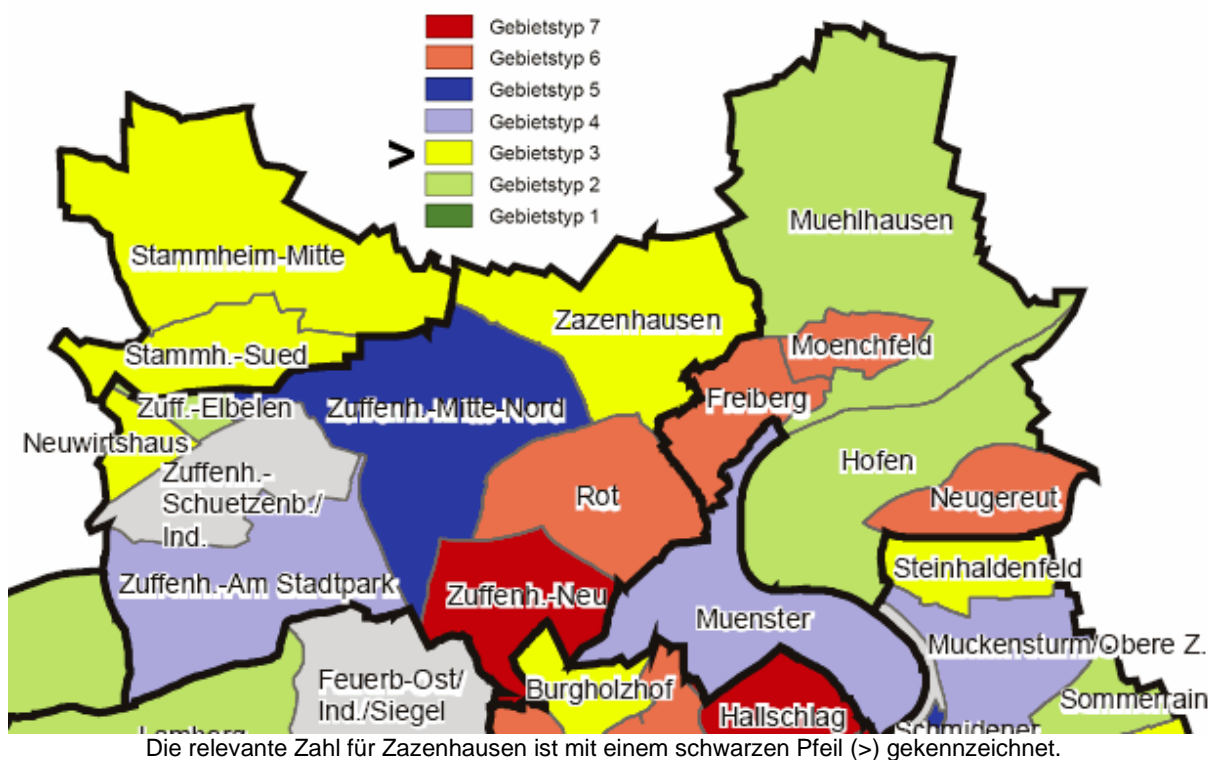 Gebietstyp 7
Gebietstyp 6
Gebietstyp 5
Gebietstyp 4
>
Gebietstyp 3
Gebietstyp 2
Gebietstyp 1
Muehlhausen
Stammheim-Mitte
Zazenhausen
Moenchfeld
Stammh.-Sued
Freiberg
Zuff.-Elbelen
Zuffenh.-Mitte-Nord
Neuwirtshaus
Hofen
Zuffenh.-
Schuetzenb./
Ind.
Rot
Neugereut
Steinhaldenfeld
Zuffenh.-Am Stadtpark
Zuffenh.-Neu
Muenster
Muckensturm/Obere Z.
Feuerb-Ost/
Ind./Siegel
Burgholzhof
Sommerrain
Hallschlag
Schmidener
Die relevante Zahl für Zazenhausen ist mit einem schwarzen Pfeil (>) gekennzeichnet.